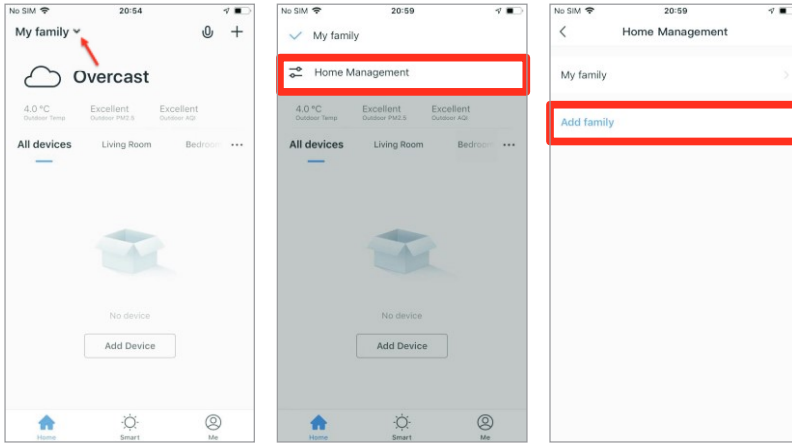 No SIM 20:54
My family
Overcast
4.0 °C Excellent Excellent
Outdoor Temp Outdoor PM2.5 Outdoor AQI
All devices Living Room Bedroom
No device
Add Device
Home Smart Me
No SIM 20:59
My family
Home Management
4.0 °C Excellent Excellent
Outdoor Temp Outdoor PM2.5 Outdoor AQI
All devices Living Room Bedroom
No device
Add Device
Home Smart Me
No SIM 20:59
Home Management
My family
Add family